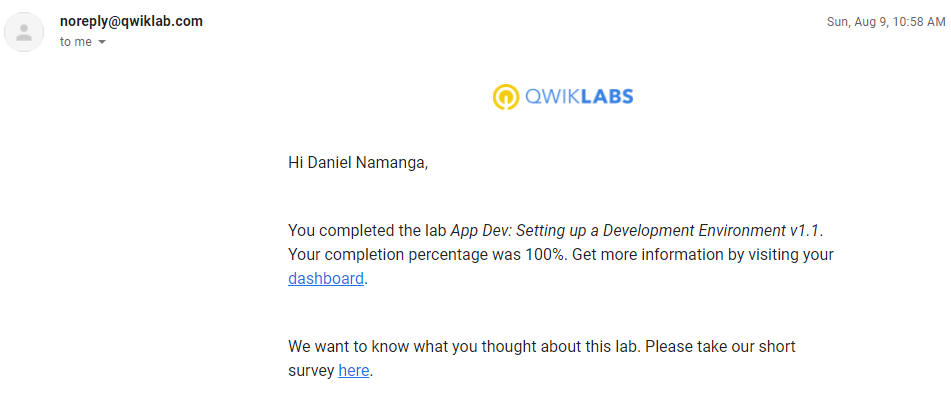 noreply@qwiklab.com
Sun, Aug 9, 10:58 AM
to me
QWIKLABS
Hi Daniel Namanga,
You completed the lab App Dev: Setting up a Development Environment v1.1.
Your completion percentage was 100%. Get more information by visiting your
dashboard.
We want to know what you thought about this lab. Please take our short
survey here.